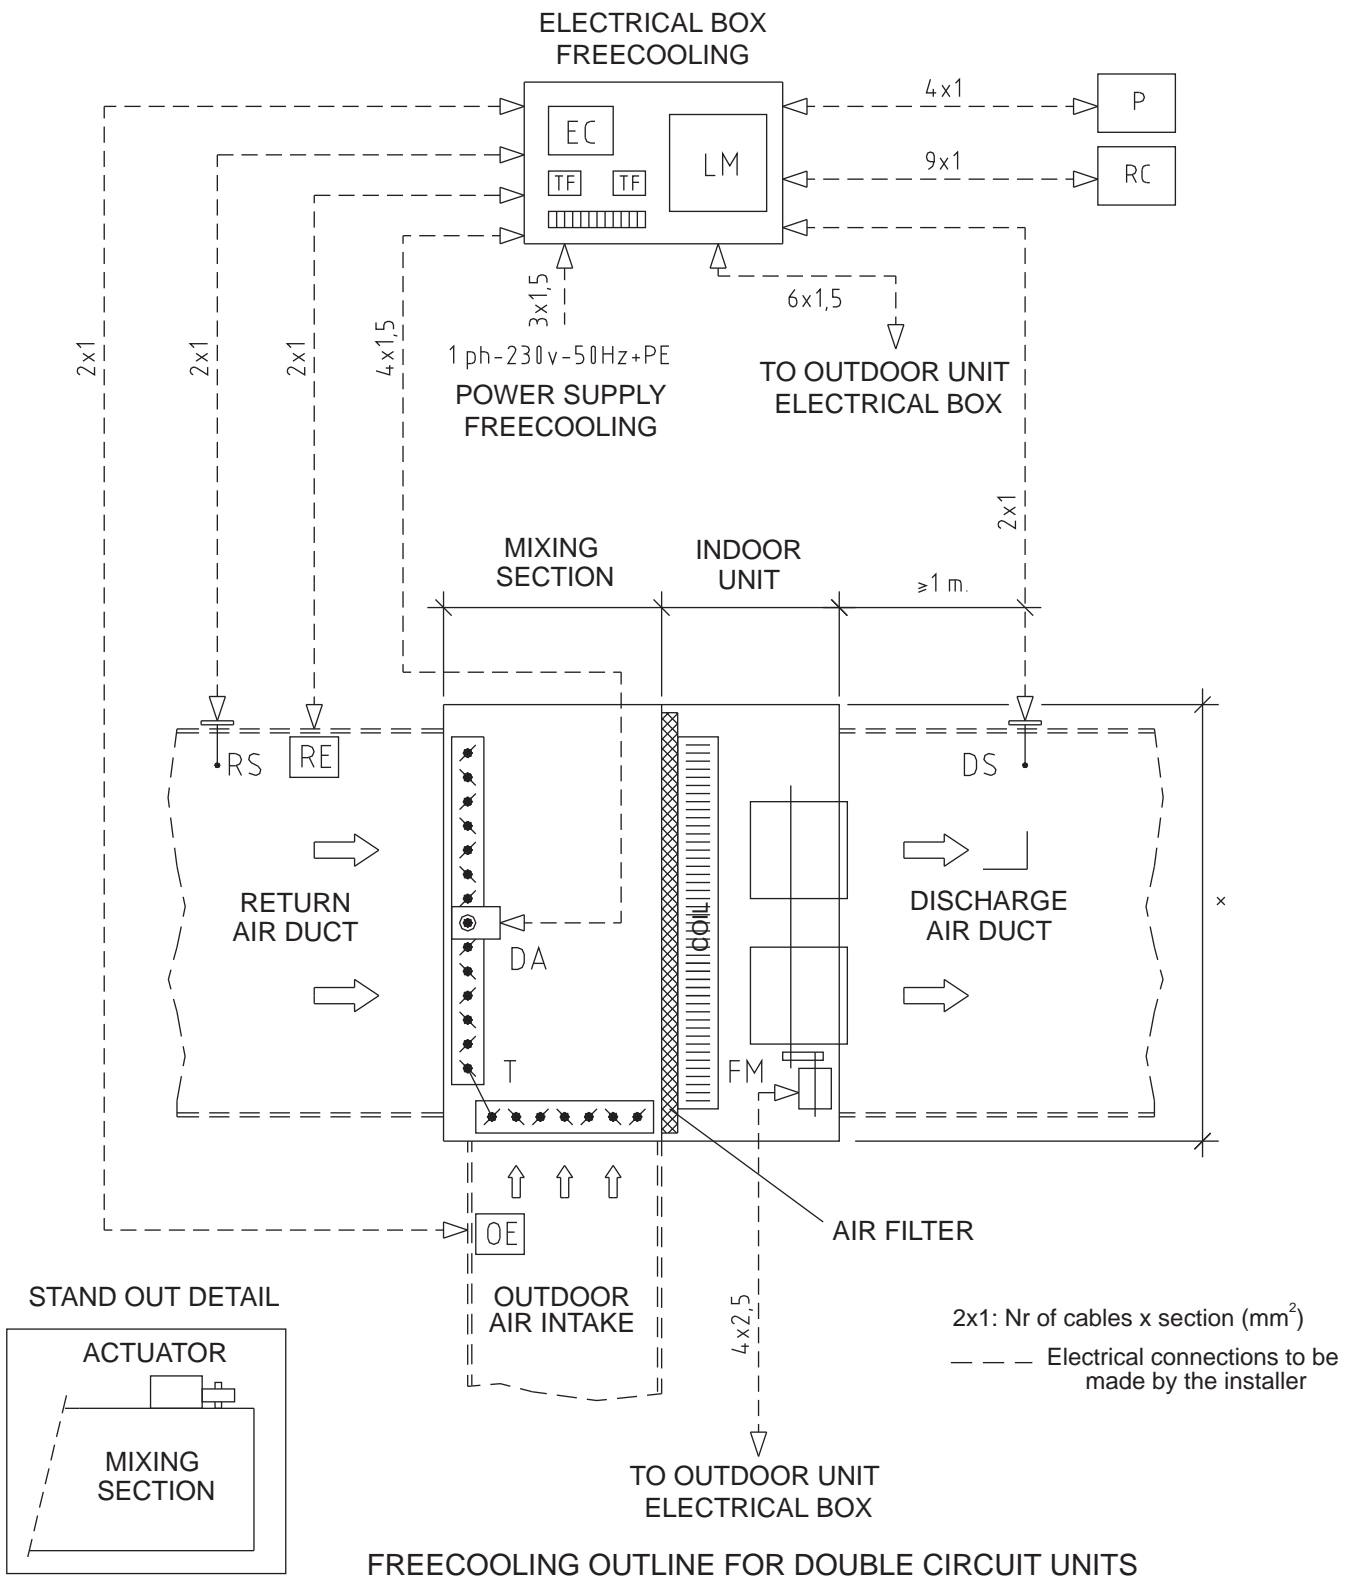 ELECTRICAL BOX
FREECOOLING
4x1
P
EC
LM
9x1
RC
TF
TF
3x1,5
6x1,5
2x1
2x1
2x1
4x1,5
1 ph-230v-50Hz+PE
POWER SUPPLY
FREECOOLING
TO OUTDOOR UNIT
ELECTRICAL BOX
2x1
MIXING
SECTION
INDOOR
UNIT
≥1 m.
RS
RE
DS
RETURN
AIR DUCT
COIL
DISCHARGE
AIR DUCT
x
DA
T
FM
OE
AIR FILTER
STAND OUT DETAIL
OUTDOOR
AIR INTAKE
4x2,5
2x1: Nr of cables x section (mm²)
Electrical connections to be
made by the installer
ACTUATOR
MIXING
SECTION
TO OUTDOOR UNIT
ELECTRICAL BOX
FREECOOLING OUTLINE FOR DOUBLE CIRCUIT UNITS